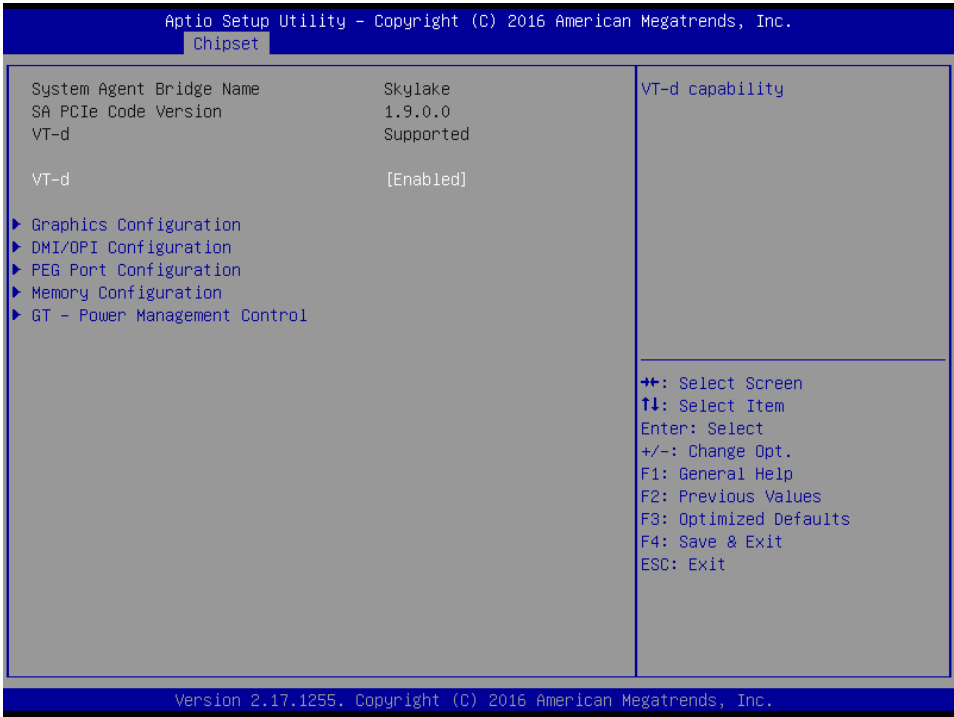 Aptio Setup Utility – Copyright (C) 2016 American Megatrends, Inc.
Chipset
System Agent Bridge Name Skylake
SA PCIe Code Version 1.9.0.0
VT-d Supported
VT-d [Enabled]
▶ Graphics Configuration
▶ DMI/OPI Configuration
▶ PEG Port Configuration
▶ Memory Configuration
▶ GT – Power Management Control
VT-d capability
→←: Select Screen
↑↓: Select Item
Enter: Select
+/-: Change Opt.
F1: General Help
F2: Previous Values
F3: Optimized Defaults
F4: Save & Exit
ESC: Exit
Version 2.17.1255. Copyright (C) 2016 American Megatrends, Inc.